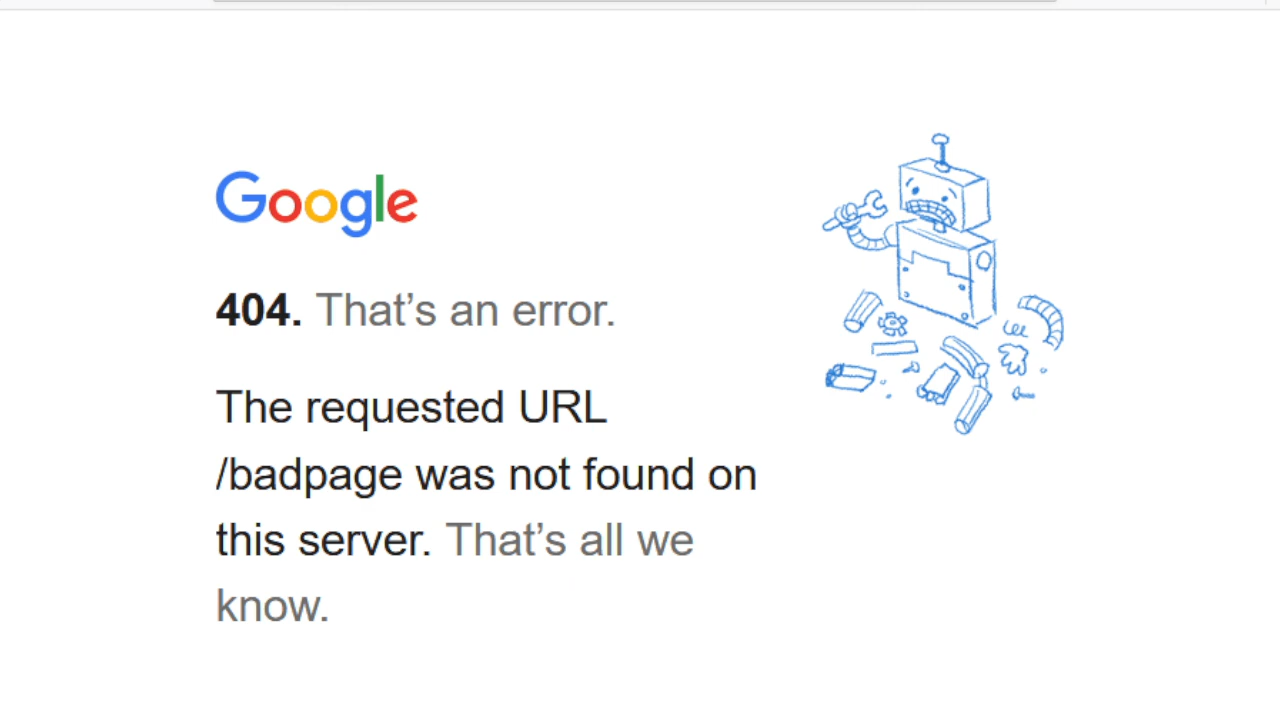 Google
404. That’s an error.
The requested URL
/badpage was not found on
this server. That’s all we
know.